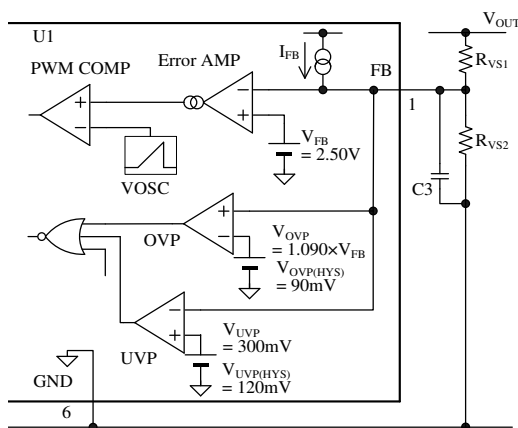 U1
V_OUT
I_FB
R_VS1
Error AMP
FB
PWM COMP
1
R_VS2
V_FB
= 2.50V
VOSC
C3
OVP
V_OVP
= 1.090×V_FB
V_OVP(HYS)
= 90mV
UVP
V_UVP
= 300mV
V_UVP(HYS)
= 120mV
GND
6